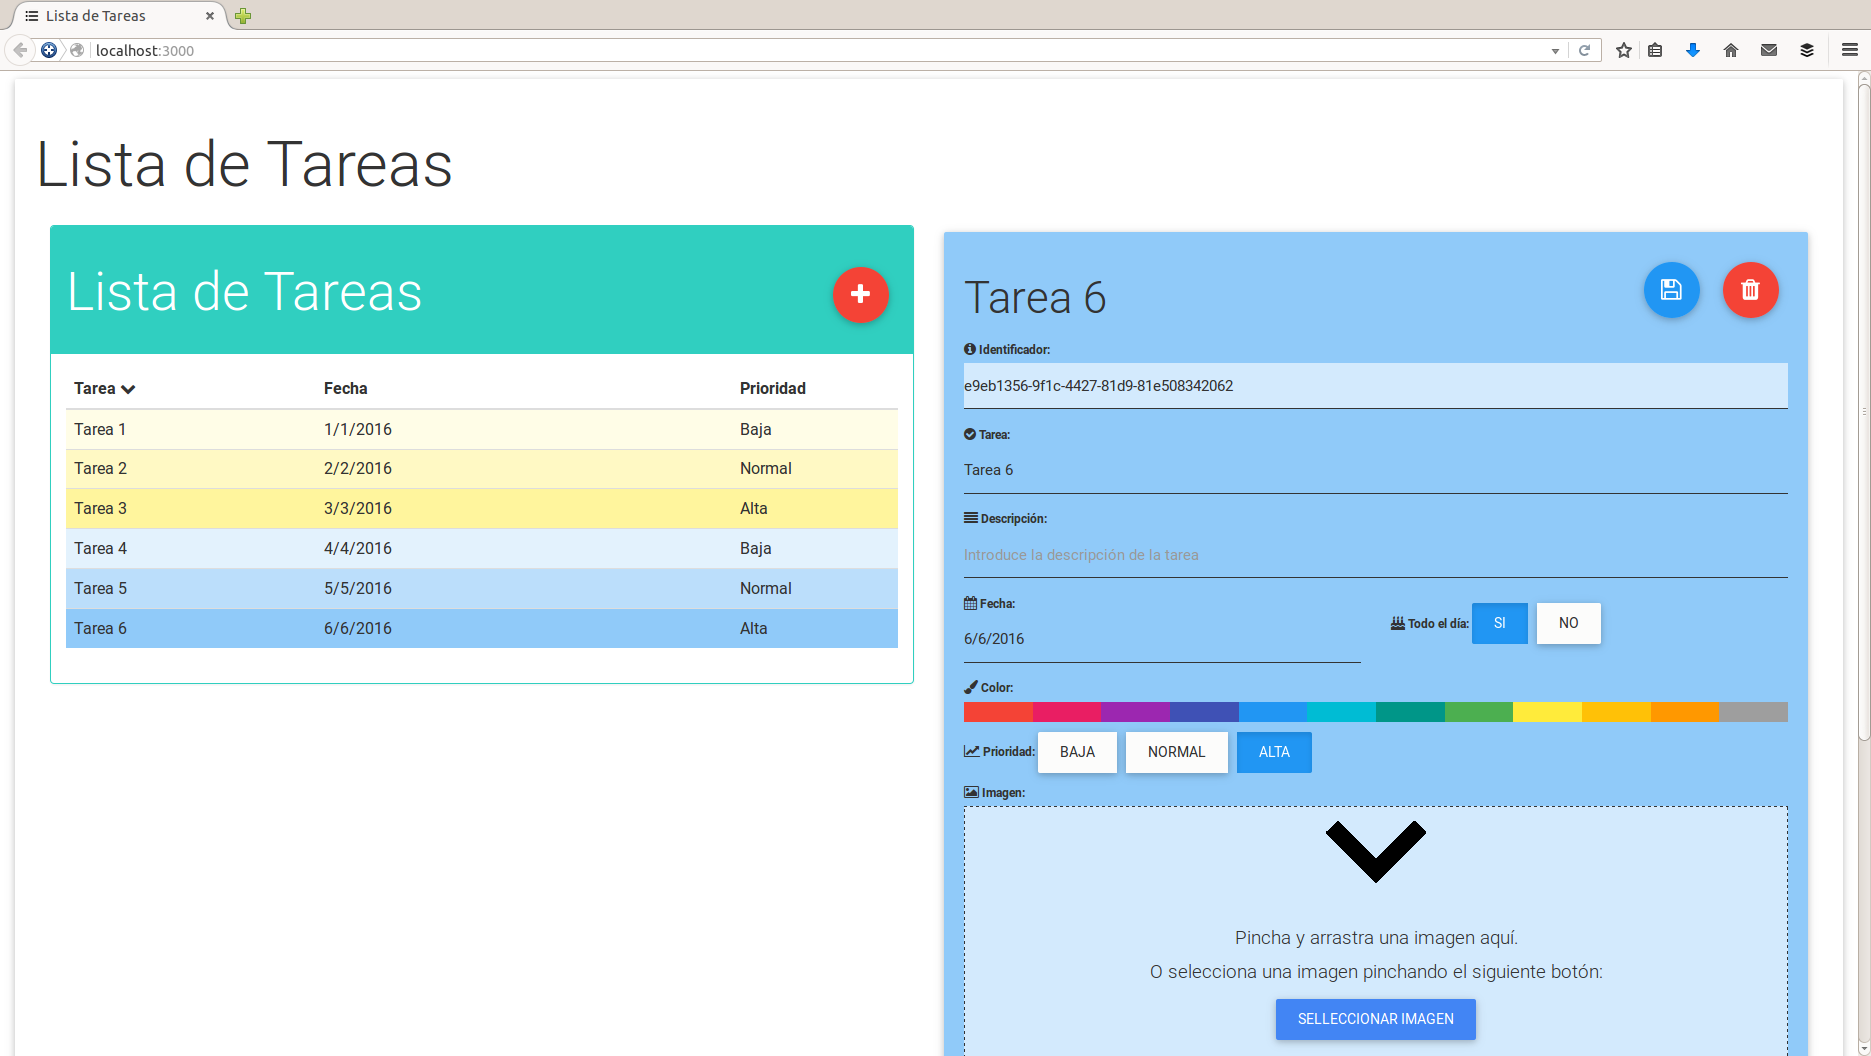 Lista de Tareas
localhost:3000
Lista de Tareas
Lista de Tareas
Tarea Fecha Prioridad
Tarea 1 1/1/2016 Baja
Tarea 2 2/2/2016 Normal
Tarea 3 3/3/2016 Alta
Tarea 4 4/4/2016 Baja
Tarea 5 5/5/2016 Normal
Tarea 6 6/6/2016 Alta
Tarea 6
Identificador:
e9eb1356-9f1c-4427-81d9-81e508342062
Tarea:
Tarea 6
Descripción:
Introduce la descripción de la tarea
Fecha:
6/6/2016
Todo el día: SI NO
Color:
Prioridad: BAJA NORMAL ALTA
Imagen:
Pincha y arrastra una imagen aquí.
O selecciona una imagen pinchando el siguiente botón:
SELLECCIONAR IMAGEN